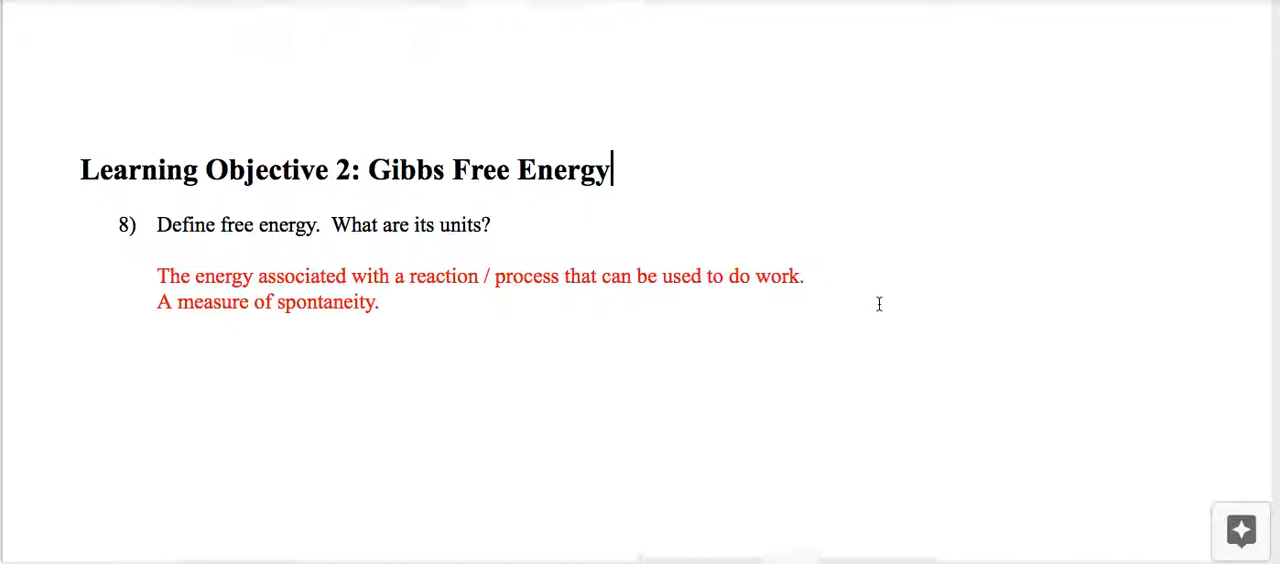 Learning Objective 2: Gibbs Free Energy
8) Define free energy. What are its units?
The energy associated with a reaction / process that can be used to do work.
A measure of spontaneity.